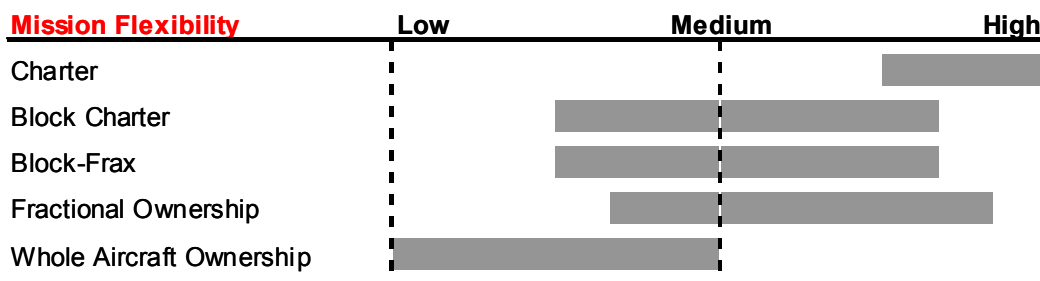 Mission Flexibility Low Medium High
Charter
Block Charter
Block-Frax
Fractional Ownership
Whole Aircraft Ownership